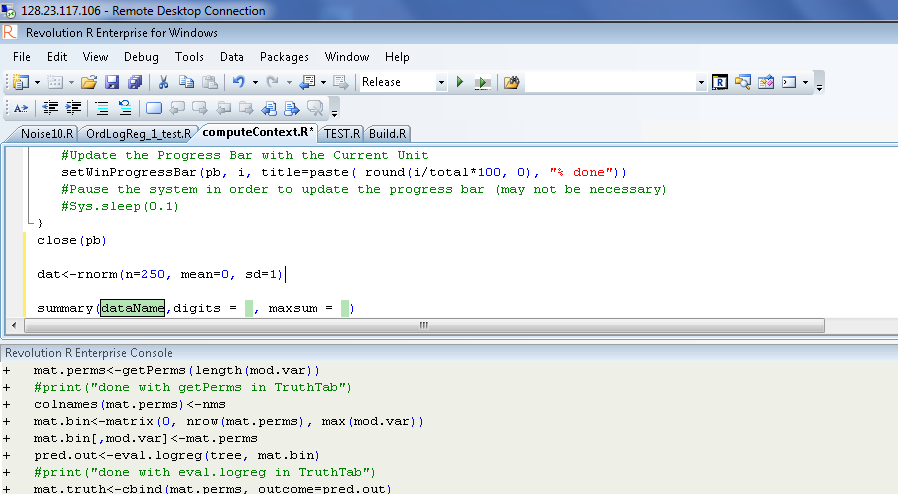 128.23.117.106 - Remote Desktop Connection
R Revolution R Enterprise for Windows
File Edit View Debug Tools Data Packages Window Help
Release R
A
Noise10.R OrdLogReg_1_test.R computeContext.R* TEST.R Build.R
#Update the Progress Bar with the Current Unit
setWinProgressBar(pb, i, title=paste( round(i/total*100, 0), "% done"))
#Pause the system in order to update the progress bar (may not be necessary)
#Sys.sleep(0.1)
}
close(pb)
dat<-rnorm(n=250, mean=0, sd=1)
summary(dataName,digits = , maxsum = )
Revolution R Enterprise Console
+ mat.perms<-getPerms(length(mod.var))
+ #print("done with getPerms in TruthTab")
+ colnames(mat.perms)<-nms
+ mat.bin<-matrix(0, nrow(mat.perms), max(mod.var))
+ mat.bin[,mod.var]<-mat.perms
+ pred.out<-eval.logreg(tree, mat.bin)
+ #print("done with eval.logreg in TruthTab")
+ mat.truth<-cbind(mat.perms, outcome=pred.out)